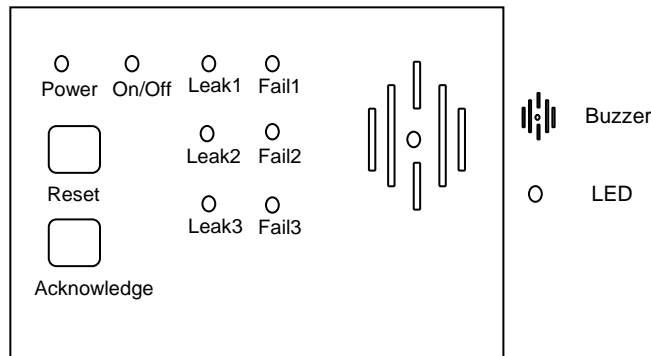 Power On/Off Leak1 Fail1
Buzzer
Leak2 Fail2
Reset
LED
Leak3 Fail3
Acknowledge